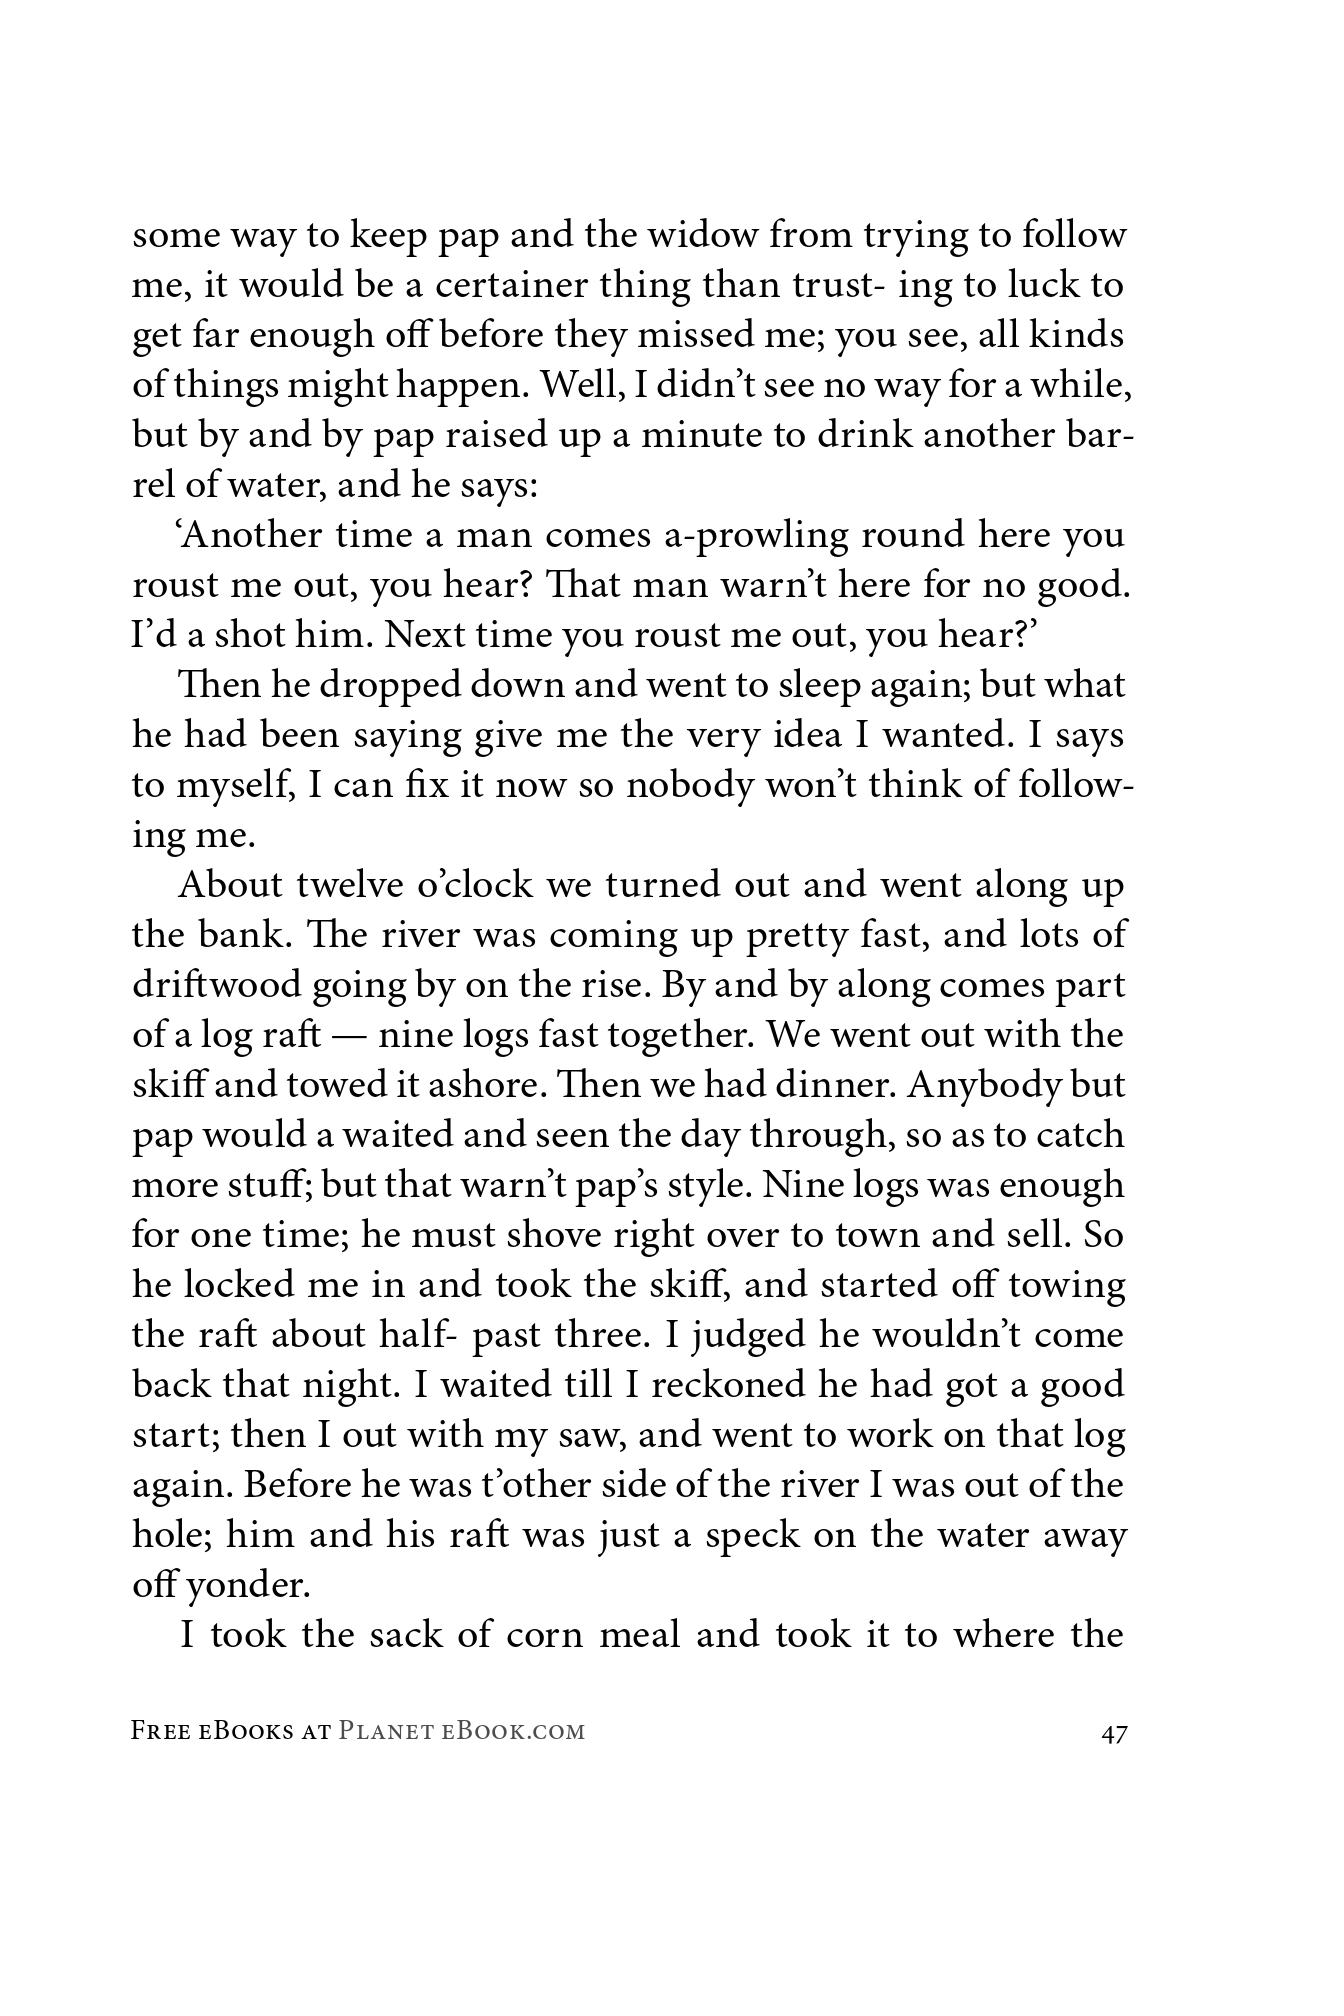 some way to keep pap and the widow from trying to follow
me, it would be a certainer thing than trust- ing to luck to
get far enough off before they missed me; you see, all kinds
of things might happen. Well, I didn’t see no way for a while,
but by and by pap raised up a minute to drink another bar-
rel of water, and he says:
‘Another time a man comes a-prowling round here you
roust me out, you hear? That man warn’t here for no good.
I’d a shot him. Next time you roust me out, you hear?’
Then he dropped down and went to sleep again; but what
he had been saying give me the very idea I wanted. I says
to myself, I can fix it now so nobody won’t think of follow-
ing me.
About twelve o’clock we turned out and went along up
the bank. The river was coming up pretty fast, and lots of
driftwood going by on the rise. By and by along comes part
of a log raft — nine logs fast together. We went out with the
skiff and towed it ashore. Then we had dinner. Anybody but
pap would a waited and seen the day through, so as to catch
more stuff; but that warn’t pap’s style. Nine logs was enough
for one time; he must shove right over to town and sell. So
he locked me in and took the skiff, and started off towing
the raft about half- past three. I judged he wouldn’t come
back that night. I waited till I reckoned he had got a good
start; then I out with my saw, and went to work on that log
again. Before he was t’other side of the river I was out of the
hole; him and his raft was just a speck on the water away
off yonder.
I took the sack of corn meal and took it to where the
Free eBooks at Planet eBook.com 47